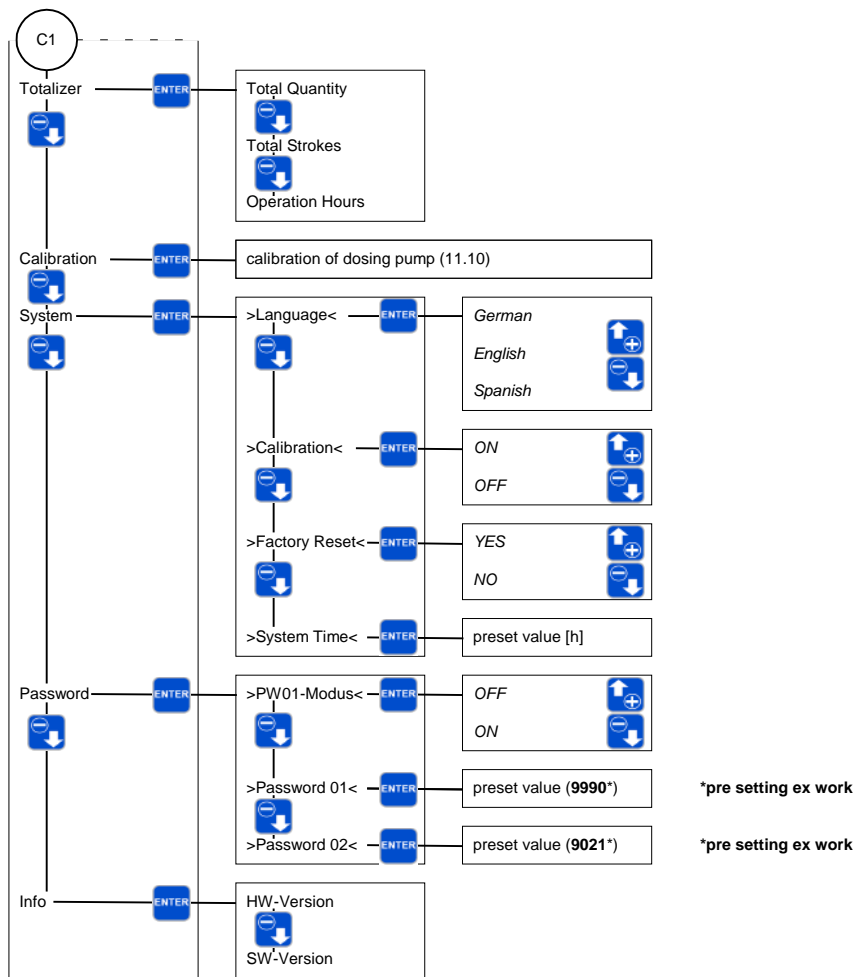 C1
Totalizer ENTER Total Quantity
Total Strokes
Operation Hours
Calibration ENTER calibration of dosing pump (11.10)
System ENTER >Language< ENTER German
English
Spanish
>Calibration< ENTER ON
OFF
>Factory Reset< ENTER YES
NO
>System Time< ENTER preset value [h]
Password ENTER >PW01-Modus< ENTER OFF
ON
>Password 01< ENTER preset value (9990*) *pre setting ex work
>Password 02< ENTER preset value (9021*) *pre setting ex work
Info ENTER HW-Version
SW-Version